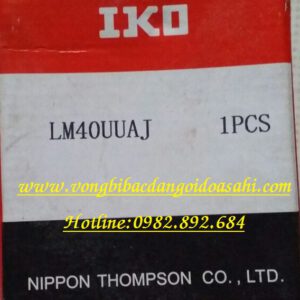 IKO
LM40UUAJ 1PCS
www.vongbibacdangoidoasahi.com
Hotline:0982.892.684
NIPPON THOMPSON CO., LTD.